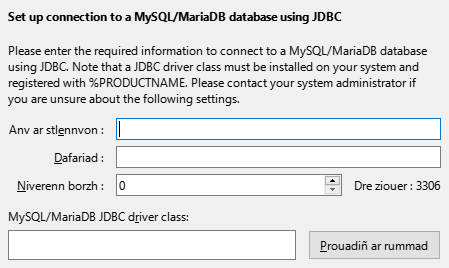 Set up connection to a MySQL/MariaDB database using JDBC
Please enter the required information to connect to a MySQL/MariaDB database
using JDBC. Note that a JDBC driver class must be installed on your system and
registered with %PRODUCTNAME. Please contact your system administrator if
you are unsure about the following settings.
Anv ar stlennvon :
Dafariad :
Niverenn borzh : 0 Dre ziouer : 3306
MySQL/MariaDB JDBC driver class:
Prouadiñ ar rummad